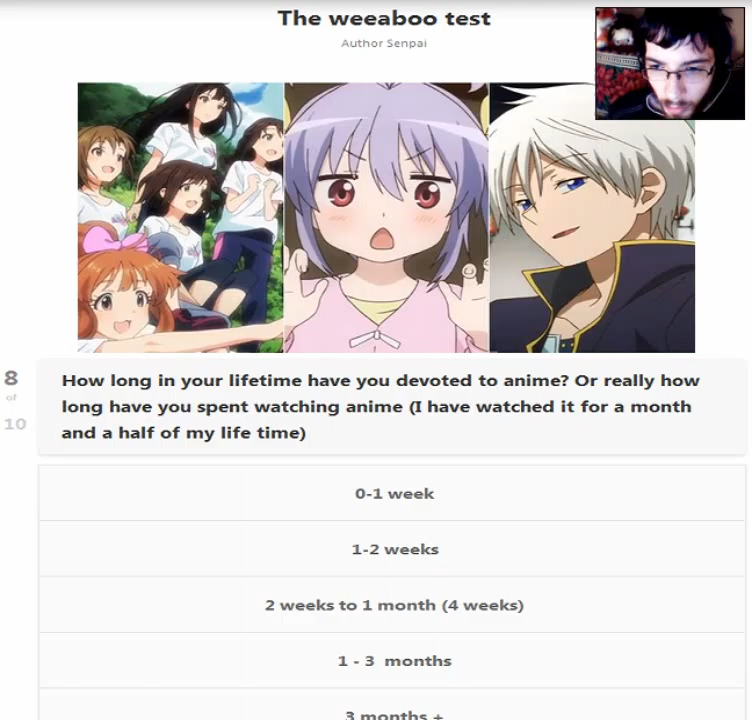 The weeaboo test
Author Senpai
8
of
10
How long in your lifetime have you devoted to anime? Or really how
long have you spent watching anime (I have watched it for a month
and a half of my life time)
0-1 week
1-2 weeks
2 weeks to 1 month (4 weeks)
1 - 3  months
3 months +